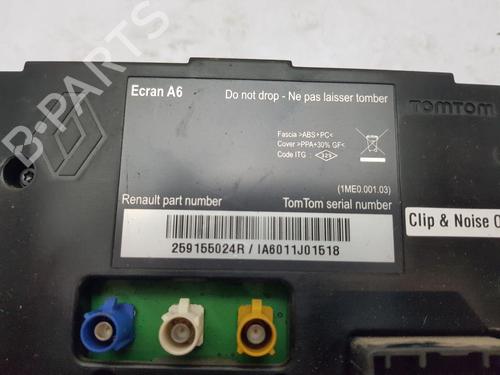 Ecran A6
Do not drop - Ne pas laisser tomber
TOMTOM
Fascia >ABS+PC<
Cover >PPA+30% GF<
Code ITG :
(1ME0.001.03)
Renault part number
TomTom serial number
Clip & Noise O
259155024R / IA6011J01518
B-PARTS